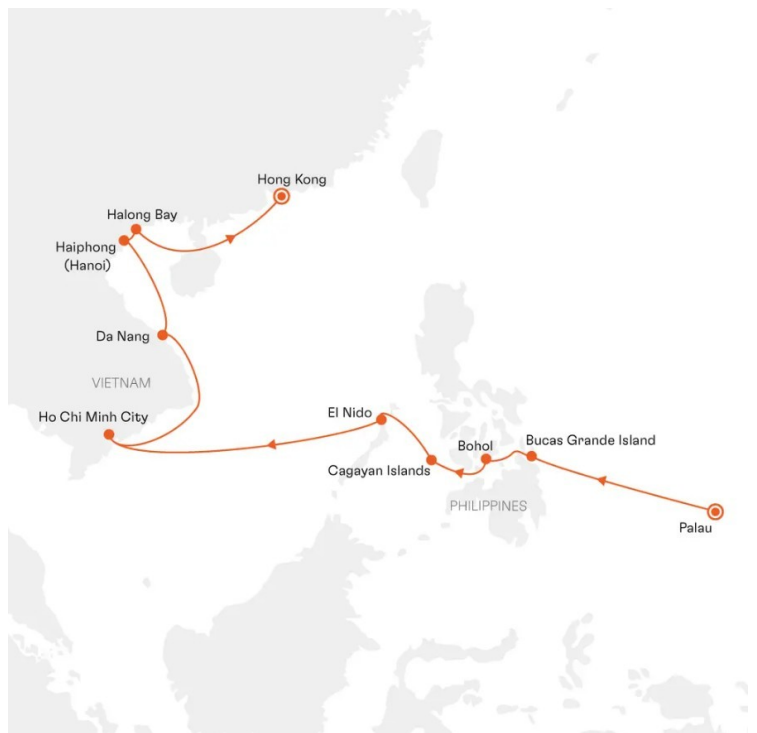 Hong Kong
Halong Bay
Haiphong
(Hanoi)
Da Nang
VIETNAM
Ho Chi Minh City
El Nido
Bucas Grande Island
Bohol
Cagayan Islands
PHILIPPINES
Palau